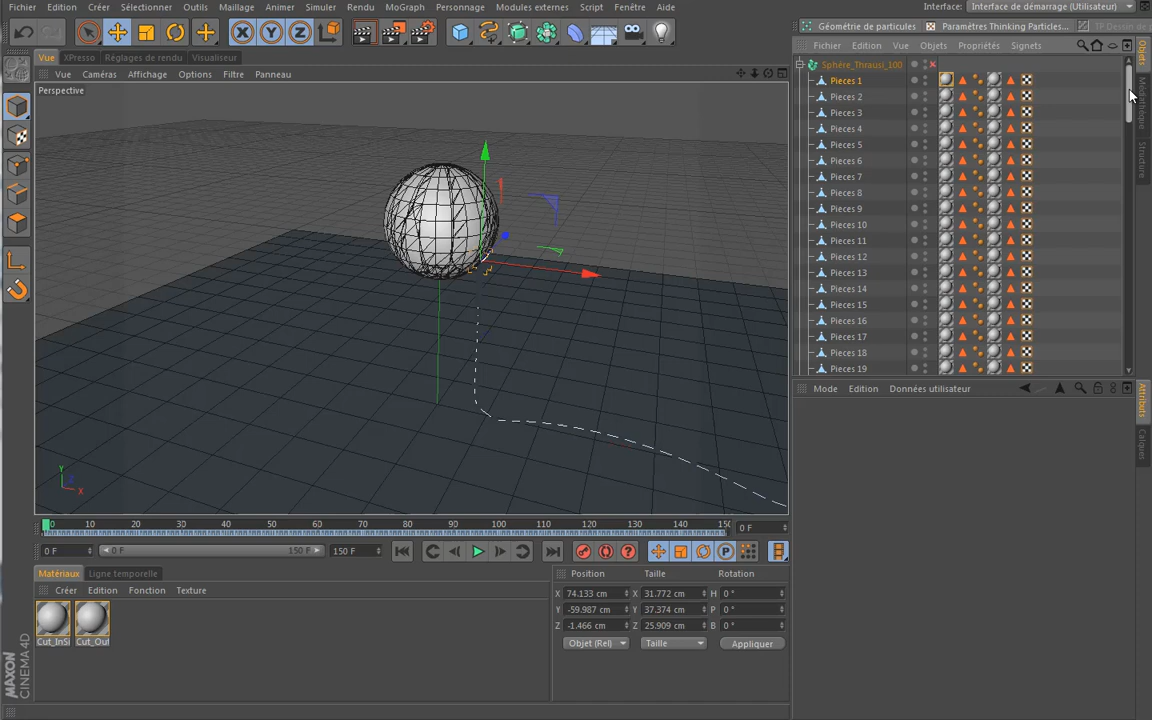 Fichier Edition Créer Sélectionner Outils Maillage Animer Simuler Rendu MoGraph Personnage Modules externes Script Fenêtre Aide
Interface: Interface de démarrage (Utilisateur)
Géométrie de particules Paramètres Thinking Particles...
Vue XPresso Réglages de rendu Visualiseur
Vue Caméras Affichage Options Filtre Panneau
Perspective
Y
Z
X
Fichier Edition Vue Objets Propriétés Signets
Sphère_Thrausi_100
Pieces 1
Pieces 2
Pieces 3
Pieces 4
Pieces 5
Pieces 6
Pieces 7
Pieces 8
Pieces 9
Pieces 10
Pieces 11
Pieces 12
Pieces 13
Pieces 14
Pieces 15
Pieces 16
Pieces 17
Pieces 18
Pieces 19
Objets
Médiathèque
Structure
Mode Edition Données utilisateur
Attributs
Calques
0 10 20 30 40 50 60 70 80 90 100 110 120 130 140 150 0 F
0 F 0 F 150 F 150 F
Matériaux Ligne temporelle
Créer Edition Fonction Texture
Cut_InSi Cut_Out
Position Taille Rotation
X 74.133 cm X 31.772 cm H 0 °
Y -59.987 cm Y 37.374 cm P 0 °
Z -1.466 cm Z 25.909 cm B 0 °
Objet (Rel) Taille Appliquer
MAXON
CINEMA 4D